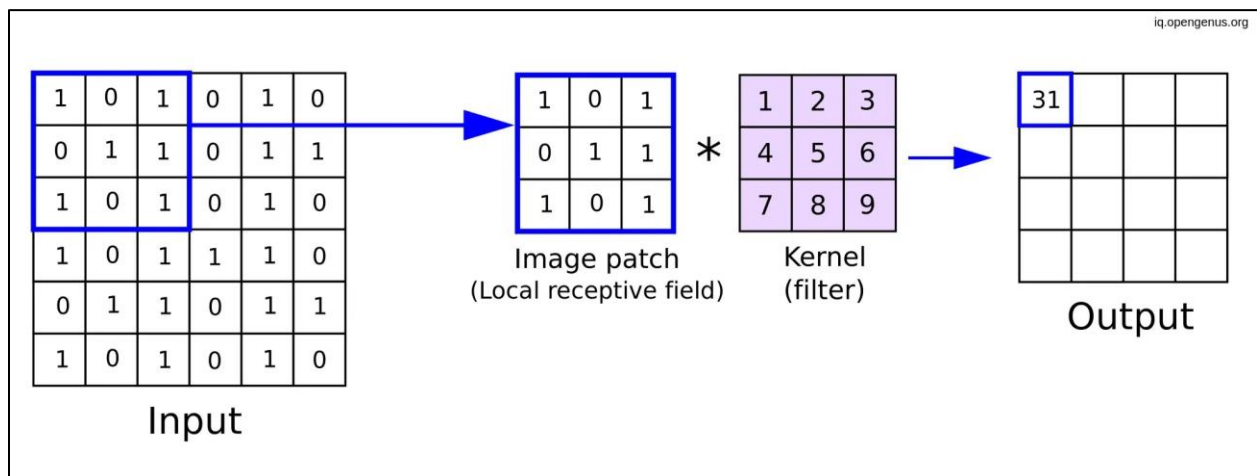 iq.opengenus.org
1 0 1 0 1 0
0 1 1 0 1 1
1 0 1 0 1 0
1 0 1 1 1 0
0 1 1 0 1 1
1 0 1 0 1 0
Input
1 0 1
0 1 1
1 0 1
Image patch
(Local receptive field)
*
1 2 3
4 5 6
7 8 9
Kernel
(filter)
31
Output